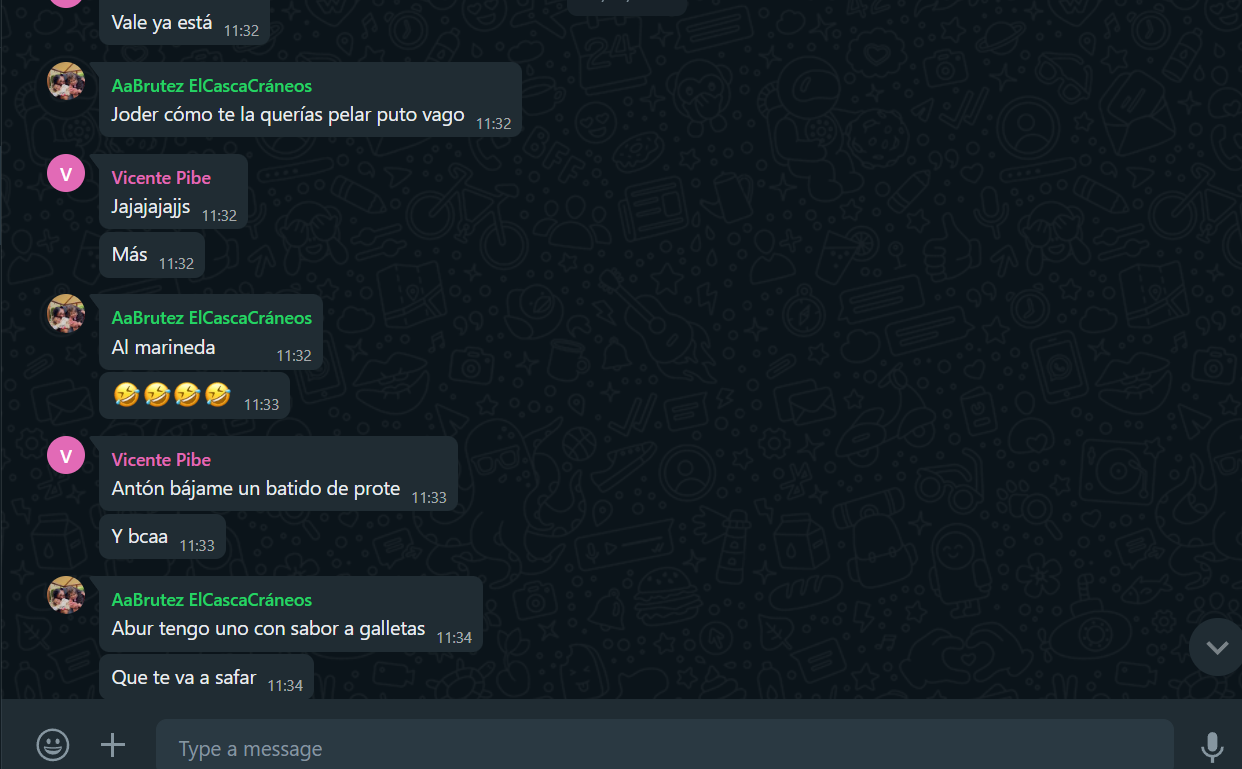 Vale ya está 11:32
AaBrutez ElCascaCráneos
Joder cómo te la querías pelar puto vago 11:32
V
Vicente Pibe
Jajajajajjs 11:32
Más 11:32
AaBrutez ElCascaCráneos
Al marineda 11:32
🤣🤣🤣🤣 11:33
V
Vicente Pibe
Antón bájame un batido de prote 11:33
Y bcaa 11:33
AaBrutez ElCascaCráneos
Abur tengo uno con sabor a galletas 11:34
Que te va a safar 11:34
Type a message